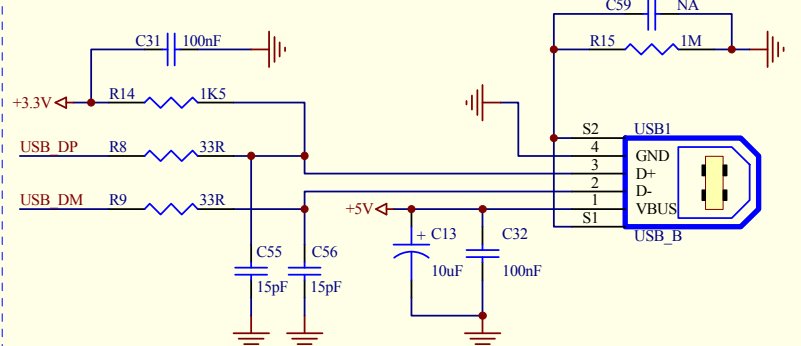 C59 NA
R15 1M
C31 100nF
+3.3V R14 1K5
USB_DP R8 33R
USB_DM R9 33R
C55
15pF
C56
15pF
+5V
+ C13
10uF
C32
100nF
S2 USB1
4 GND
3 D+
2 D-
1 VBUS
S1
USB_B